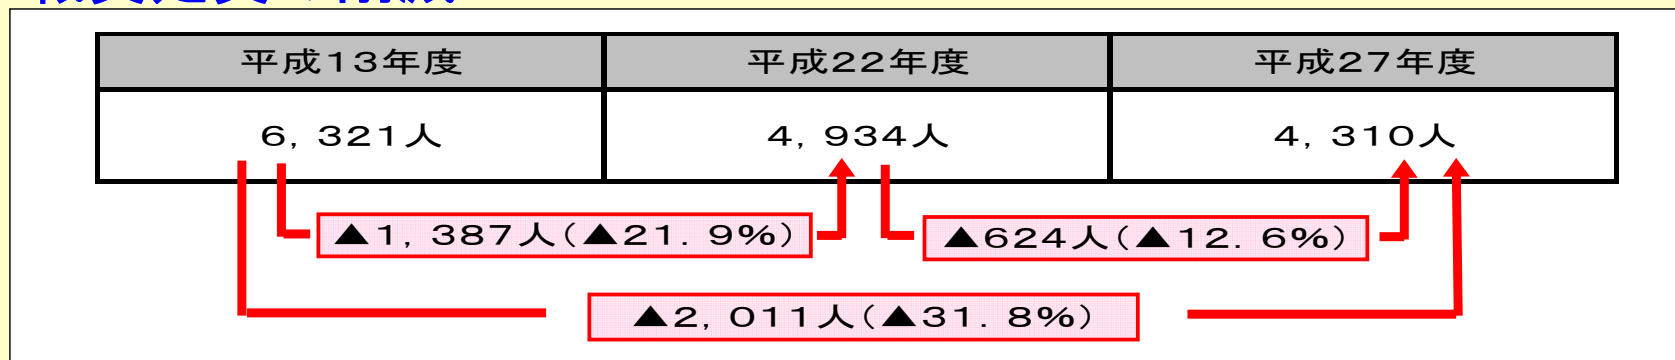 平成13年度 平成22年度 平成27年度
6，321人 4，934人 4，310人
▲1，387人（▲21．9％） ▲624人（▲12．6％）
▲2，011人（▲31．8％）